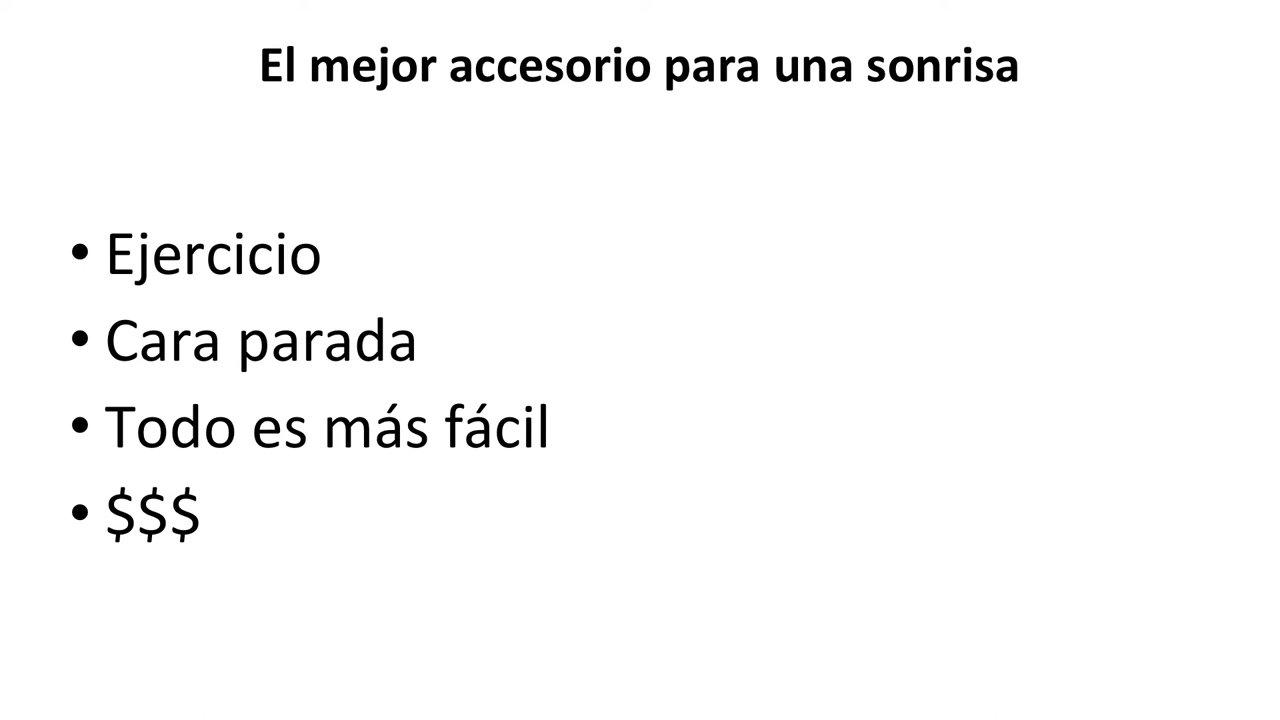 El mejor accesorio para una sonrisa
• Ejercicio
• Cara parada
• Todo es más fácil
• $$$